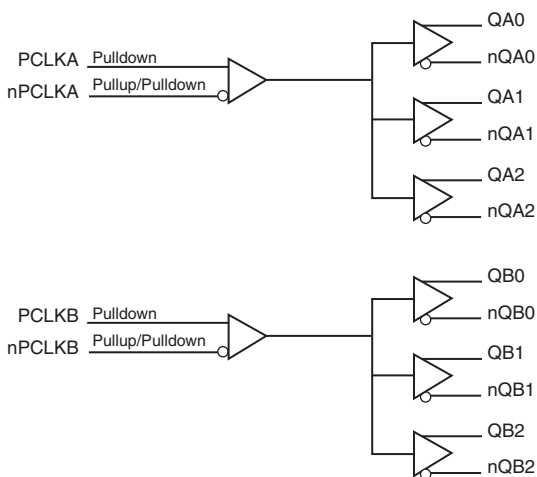 QA0
PCLKA Pulldown
nQA0
nPCLKA Pullup/Pulldown
QA1
nQA1
QA2
nQA2
QB0
PCLKB Pulldown
nQB0
nPCLKB Pullup/Pulldown
QB1
nQB1
QB2
nQB2